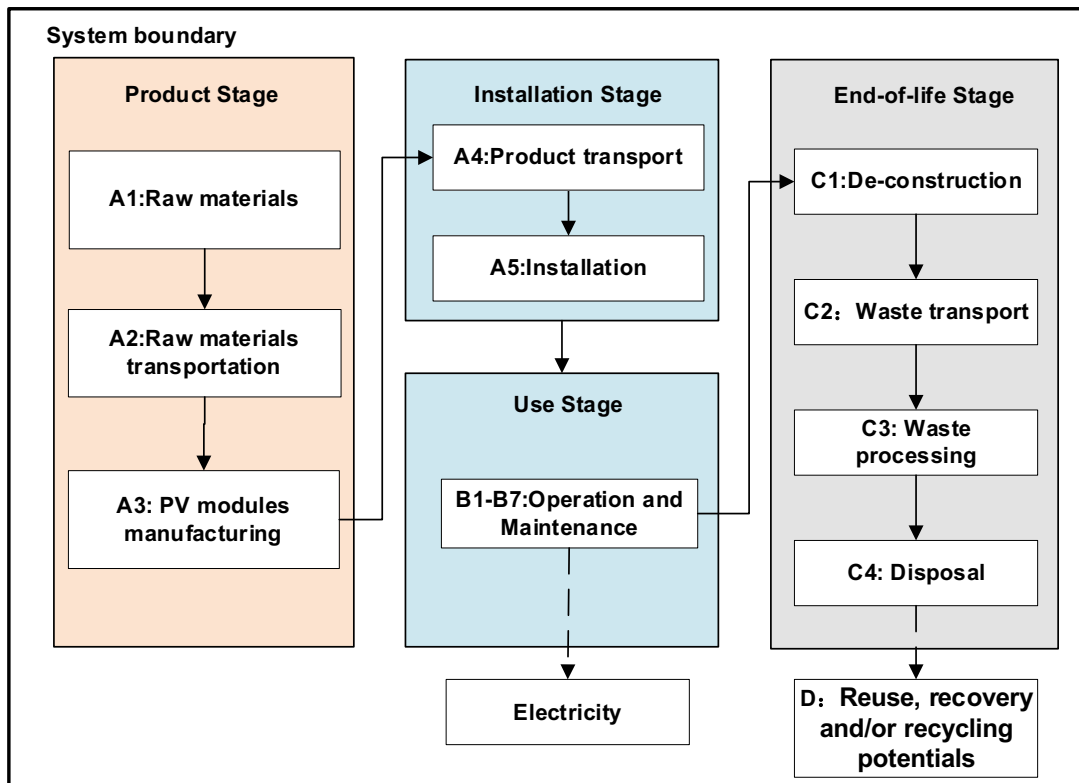 System boundary
Product Stage
A1:Raw materials
A2:Raw materials
transportation
A3: PV modules
manufacturing
Installation Stage
A4:Product transport
A5:Installation
Use Stage
B1-B7:Operation and
Maintenance
Electricity
End-of-life Stage
C1:De-construction
C2：Waste transport
C3: Waste
processing
C4: Disposal
D：Reuse, recovery
and/or recycling
potentials